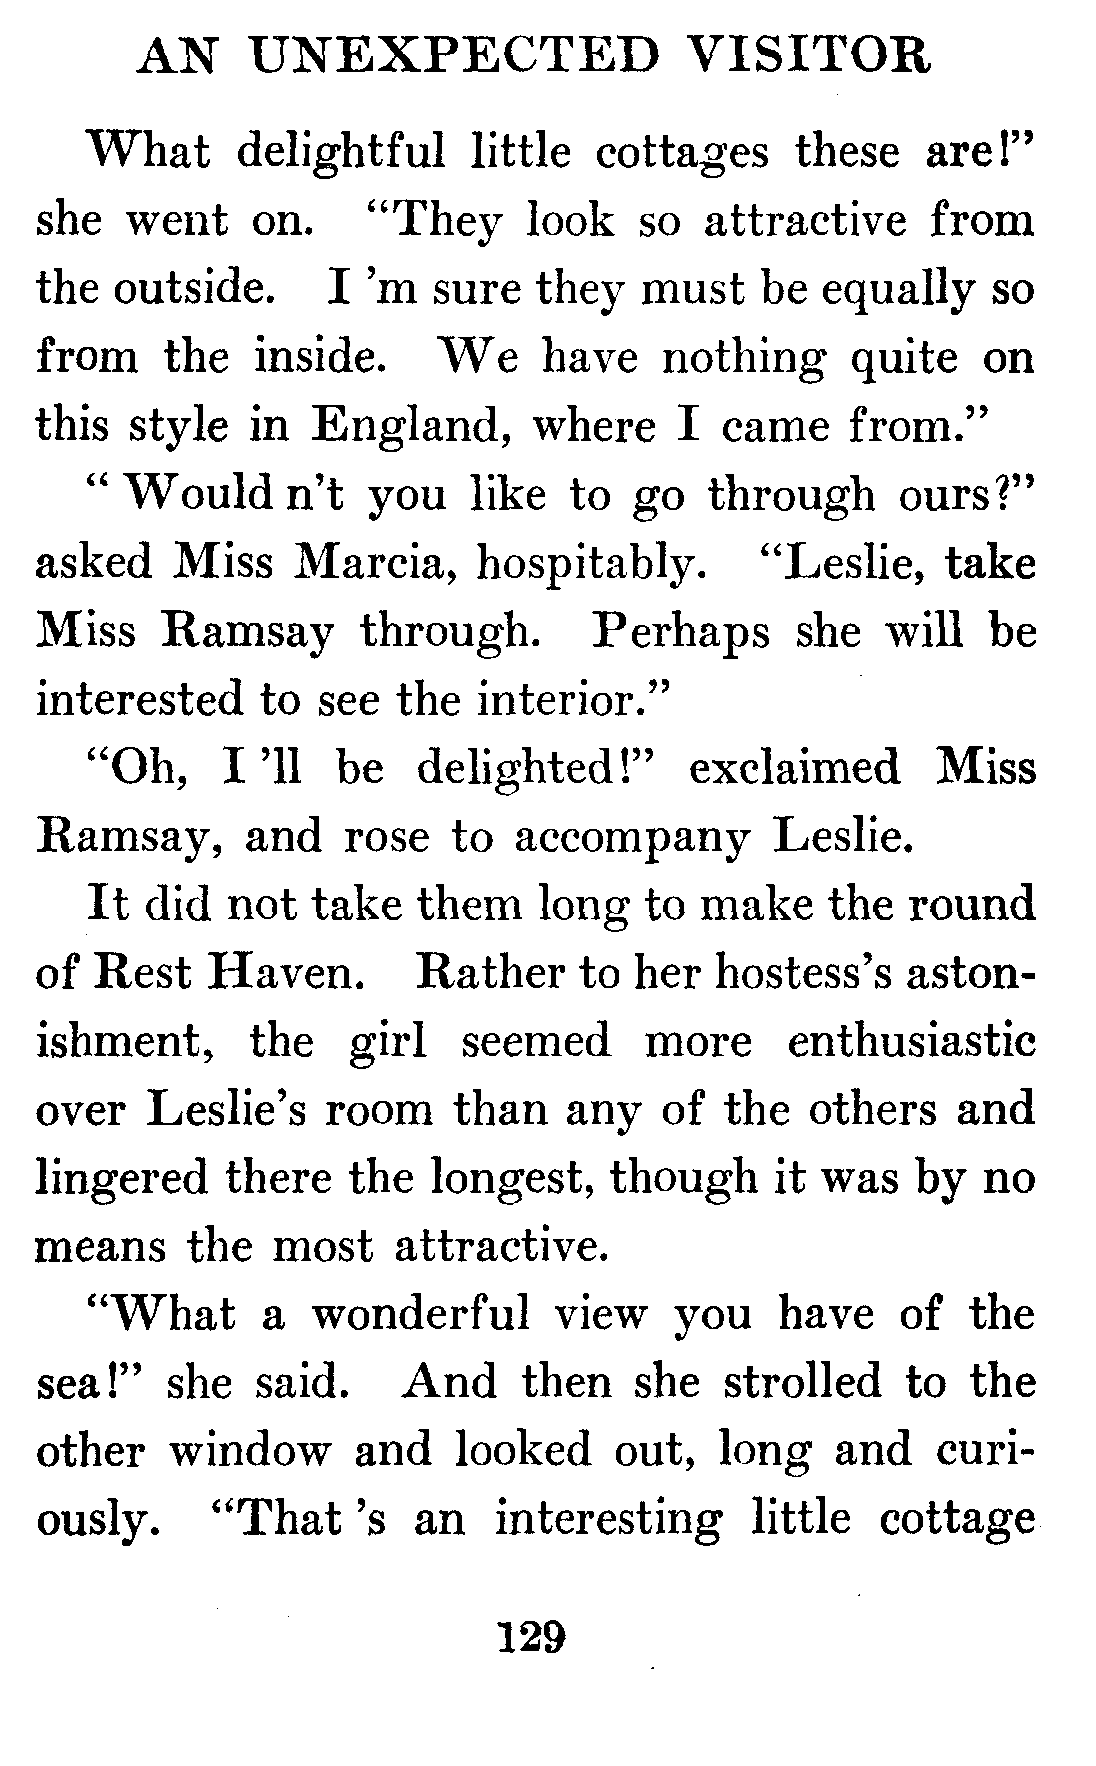 AN UNEXPECTED VISITOR
What delightful little cottages these are!”
she went on. “They look so attractive from
the outside. I ’m sure they must be equally so
from the inside. We have nothing quite on
this style in England, where I came from.”
“ Would n’t you like to go through ours?”
asked Miss Marcia, hospitably. “Leslie, take
Miss Ramsay through. Perhaps she will be
interested to see the interior.”
“Oh, I ’ll be delighted!” exclaimed Miss
Ramsay, and rose to accompany Leslie.
It did not take them long to make the round
of Rest Haven. Rather to her hostess’s aston-
ishment, the girl seemed more enthusiastic
over Leslie’s room than any of the others and
lingered there the longest, though it was by no
means the most attractive.
“What a wonderful view you have of the
sea!” she said. And then she strolled to the
other window and looked out, long and curi-
ously. “That ’s an interesting little cottage
129